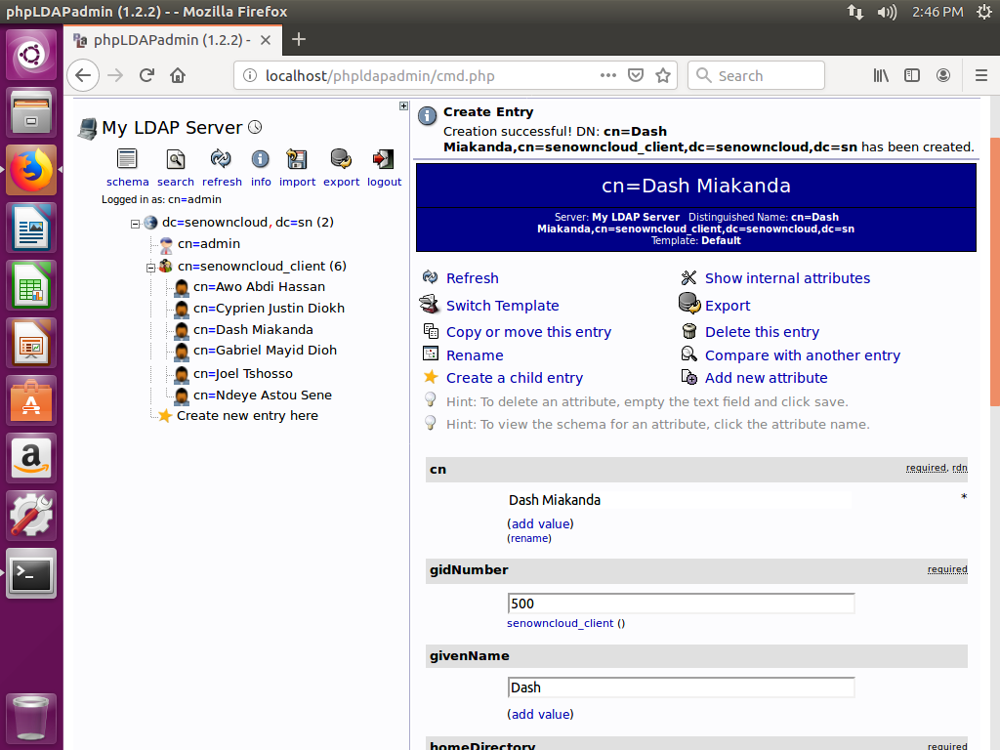 phpLDAPadmin (1.2.2) - - Mozilla Firefox
2:46 PM
phpLDAPadmin (1.2.2) -
localhost/phpldapadmin/cmd.php
Search
My LDAP Server
schema search refresh info import export logout
Logged in as: cn=admin
dc=senowncloud, dc=sn (2)
cn=admin
cn=senowncloud_client (6)
cn=Awo Abdi Hassan
cn=Cyprien Justin Diokh
cn=Dash Miakanda
cn=Gabriel Mayid Dioh
cn=Joel Tshosso
cn=Ndeye Astou Sene
Create new entry here
Create Entry
Creation successful! DN: cn=Dash
Miakanda,cn=senowncloud_client,dc=senowncloud,dc=sn has been created.
cn=Dash Miakanda
Server: My LDAP Server Distinguished Name: cn=Dash
Miakanda,cn=senowncloud_client,dc=senowncloud,dc=sn
Template: Default
Refresh
Show internal attributes
Switch Template
Export
Copy or move this entry
Delete this entry
Rename
Compare with another entry
Create a child entry
Add new attribute
Hint: To delete an attribute, empty the text field and click save.
Hint: To view the schema for an attribute, click the attribute name.
cn
required, rdn
Dash Miakanda
*
(add value)
(rename)
gidNumber
required
500
senowncloud_client ()
givenName
Dash
(add value)
homeDirectory
required